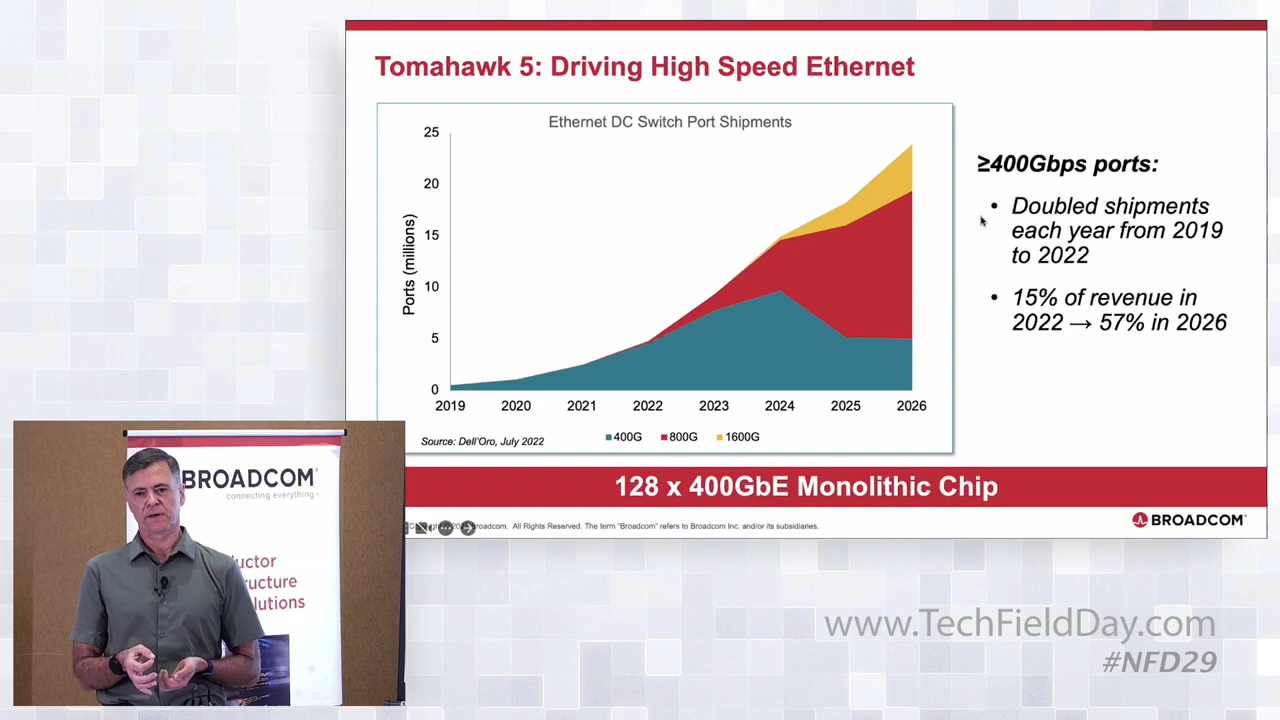 Tomahawk 5: Driving High Speed Ethernet
Ethernet DC Switch Port Shipments
Ports (millions)
25
20
15
10
5
0
2019 2020 2021 2022 2023 2024 2025 2026
Source: Dell'Oro, July 2022
400G 800G 1600G
≥400Gbps ports:
• Doubled shipments
each year from 2019
to 2022
• 15% of revenue in
2022 → 57% in 2026
128 x 400GbE Monolithic Chip
roadcom. All Rights Reserved. The term “Broadcom” refers to Broadcom Inc. and/or its subsidiaries.
BROADCOM
BROADCOM
connecting everything
uctor
ructure
lutions
www.TechFieldDay.com
#NFD29